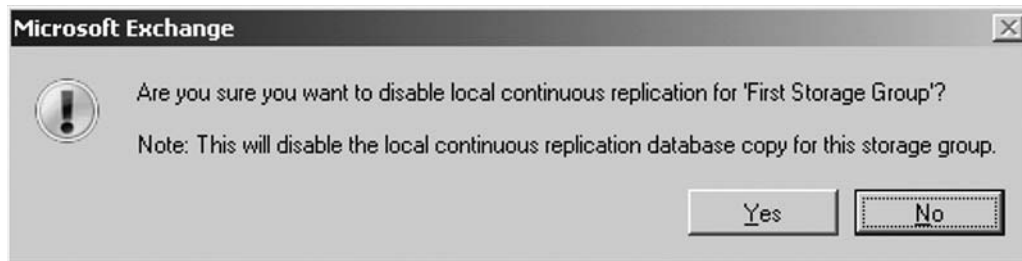 Microsoft Exchange
Are you sure you want to disable local continuous replication for 'First Storage Group'?
Note: This will disable the local continuous replication database copy for this storage group.
Yes No